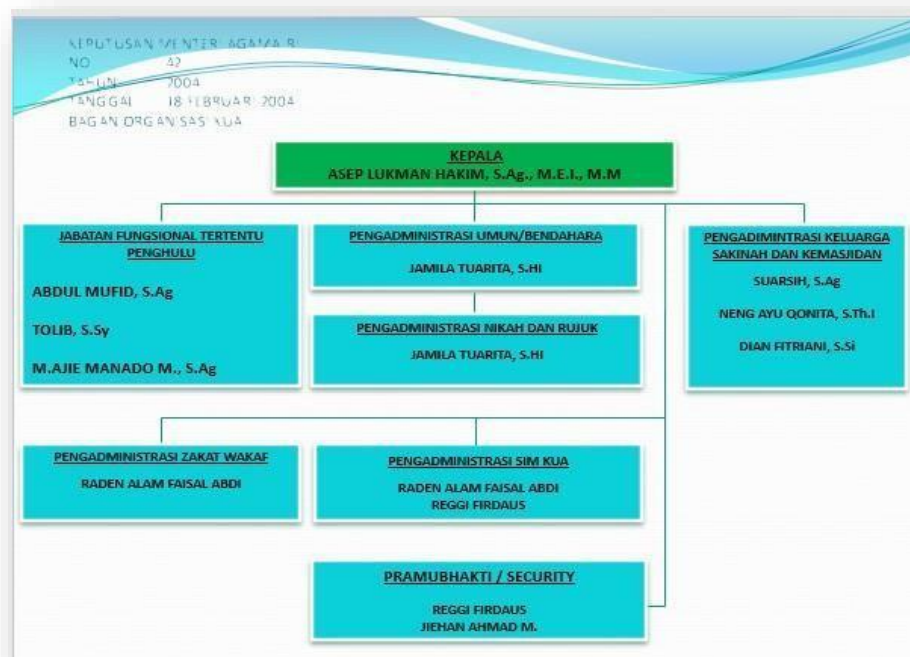 KEPUTUSAN MENTERI AGAMA RI
NO 42
TAHUN 2004
TANGGAL 18 FEBRUARI 2004
BAGAN ORGANISASI KUA
KEPALA
ASEP LUKMAN HAKIM, S.Ag., M.E.I., M.M
JABATAN FUNGSIONAL TERTENTU
PENGHULU
ABDUL MUFID, S.Ag
TOLIB, S.Sy
M.AJIE MANADO M., S.Ag
PENGADMINISTRASI UMUN/BENDAHARA
JAMILA TUARITA, S.HI
PENGADMINISTRASI NIKAH DAN RUJUK
JAMILA TUARITA, S.HI
PENGADIMINTRASI KELUARGA
SAKINAH DAN KEMASJIDAN
SUARSIH, S.Ag
NENG AYU QONITA, S.Th.I
DIAN FITRIANI, S.Si
PENGADMINISTRASI ZAKAT WAKAF
RADEN ALAM FAISAL ABDI
PENGADMINISTRASI SIM KUA
RADEN ALAM FAISAL ABDI
REGGI FIRDAUS
PRAMUBHAKTI / SECURITY
REGGI FIRDAUS
JIEHAN AHMAD M.